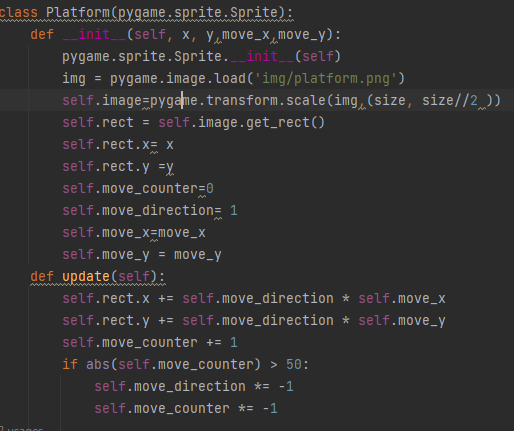 class Platform(pygame.sprite.Sprite):
    def __init__(self, x, y,move_x,move_y):
        pygame.sprite.Sprite.__init__(self)
        img = pygame.image.load('img/platform.png')
        self.image=pygame.transform.scale(img,(size, size//2 ))
        self.rect = self.image.get_rect()
        self.rect.x= x
        self.rect.y =y
        self.move_counter=0
        self.move_direction= 1
        self.move_x=move_x
        self.move_y = move_y
    def update(self):
        self.rect.x += self.move_direction * self.move_x
        self.rect.y += self.move_direction * self.move_y
        self.move_counter += 1
        if abs(self.move_counter) > 50:
            self.move_direction *= -1
            self.move_counter *= -1
usages